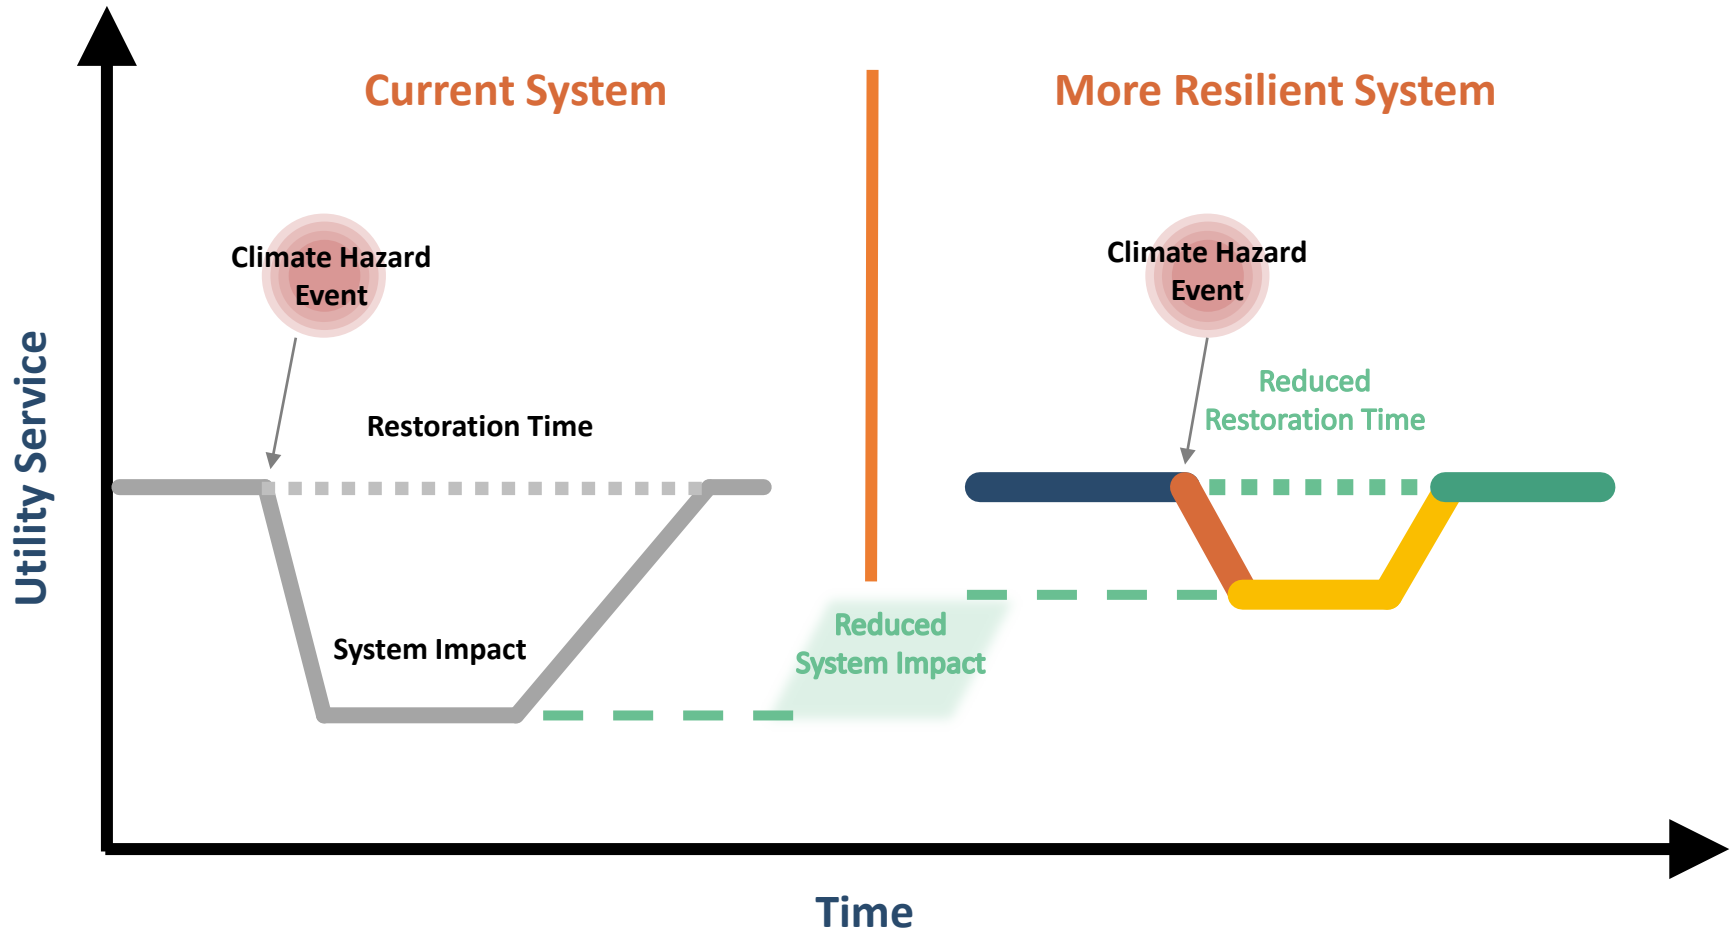 Current System
More Resilient System
Climate Hazard
Event
Climate Hazard
Event
Reduced
Restoration Time
Restoration Time
Utility Service
System Impact
Reduced
System Impact
Time